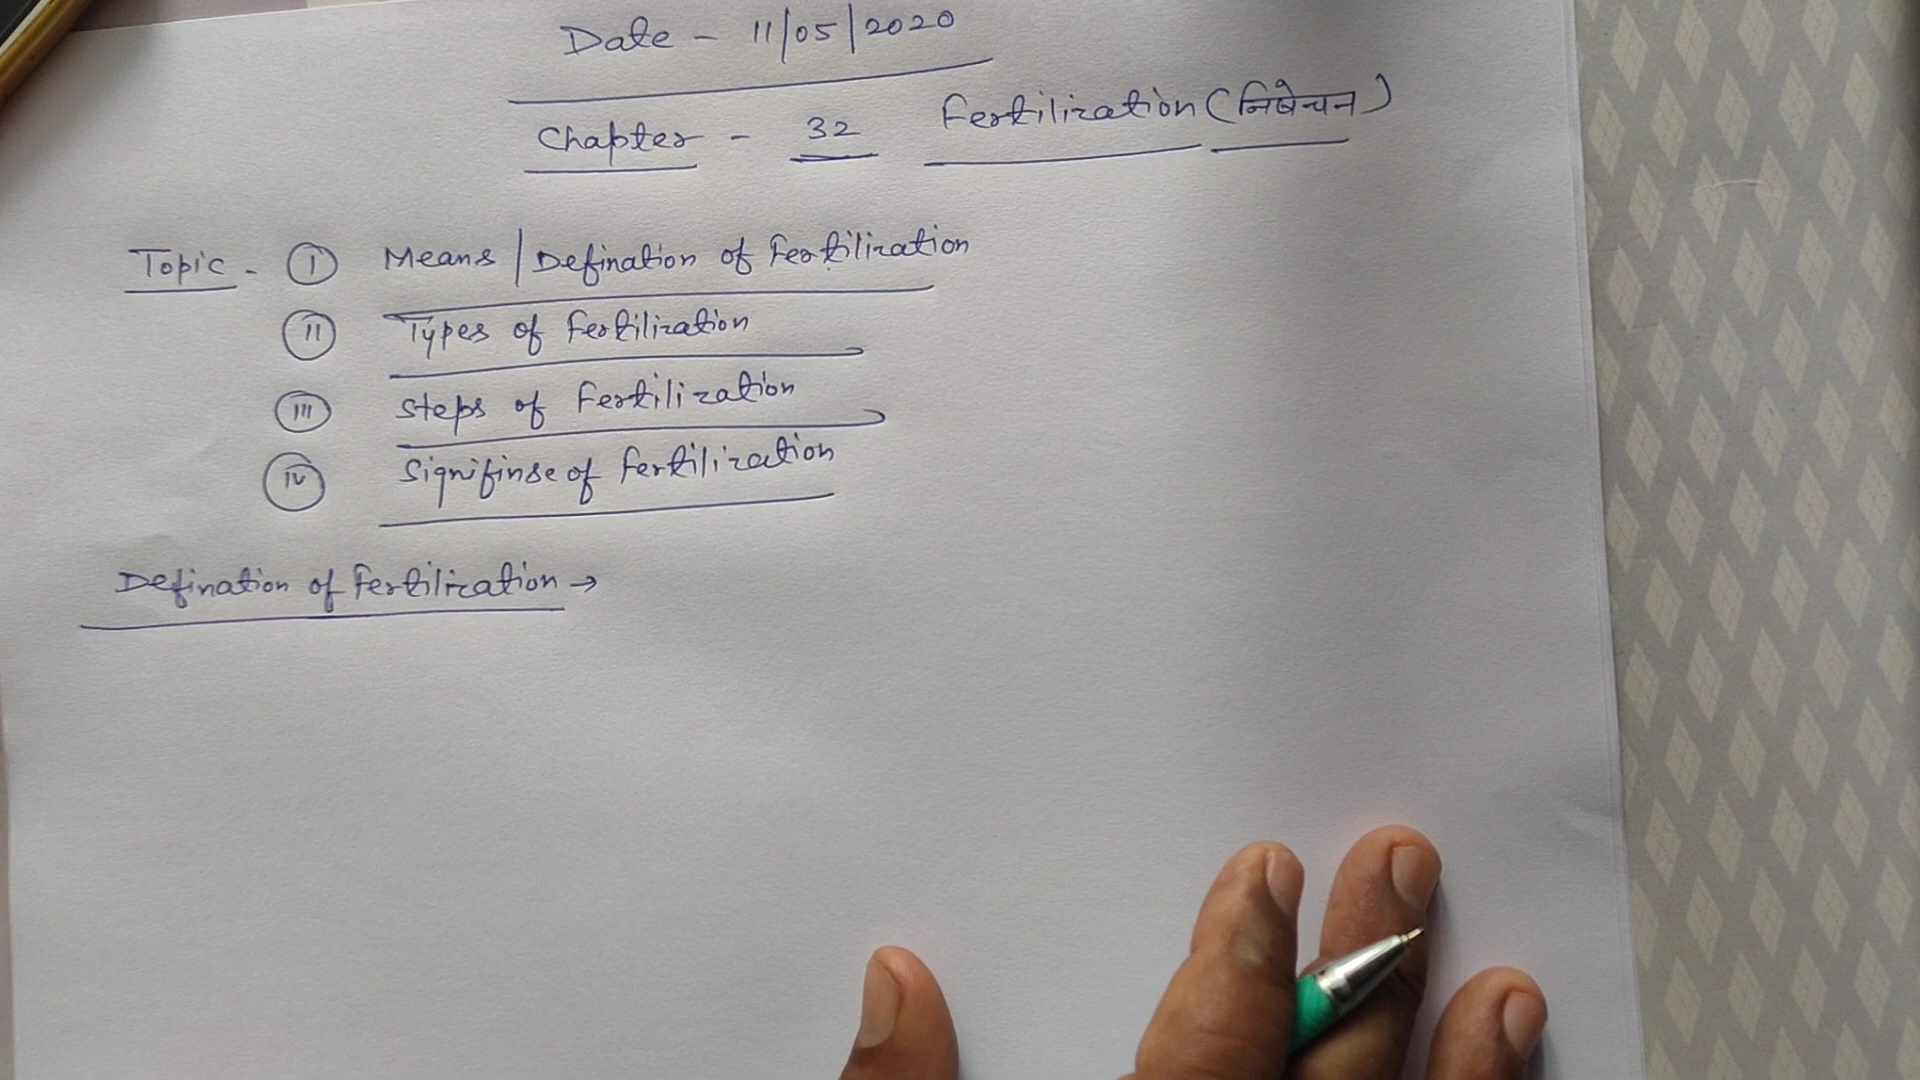 Date - 11/05/2020
Chapter - 32 Fertilization (निषेचन)
Topic - (I) Means / Defination of Fertilization
(II) Types of Fertilization
(III) Steps of Fertilization
(IV) Signifinse of Fertilization
Defination of Fertilization →